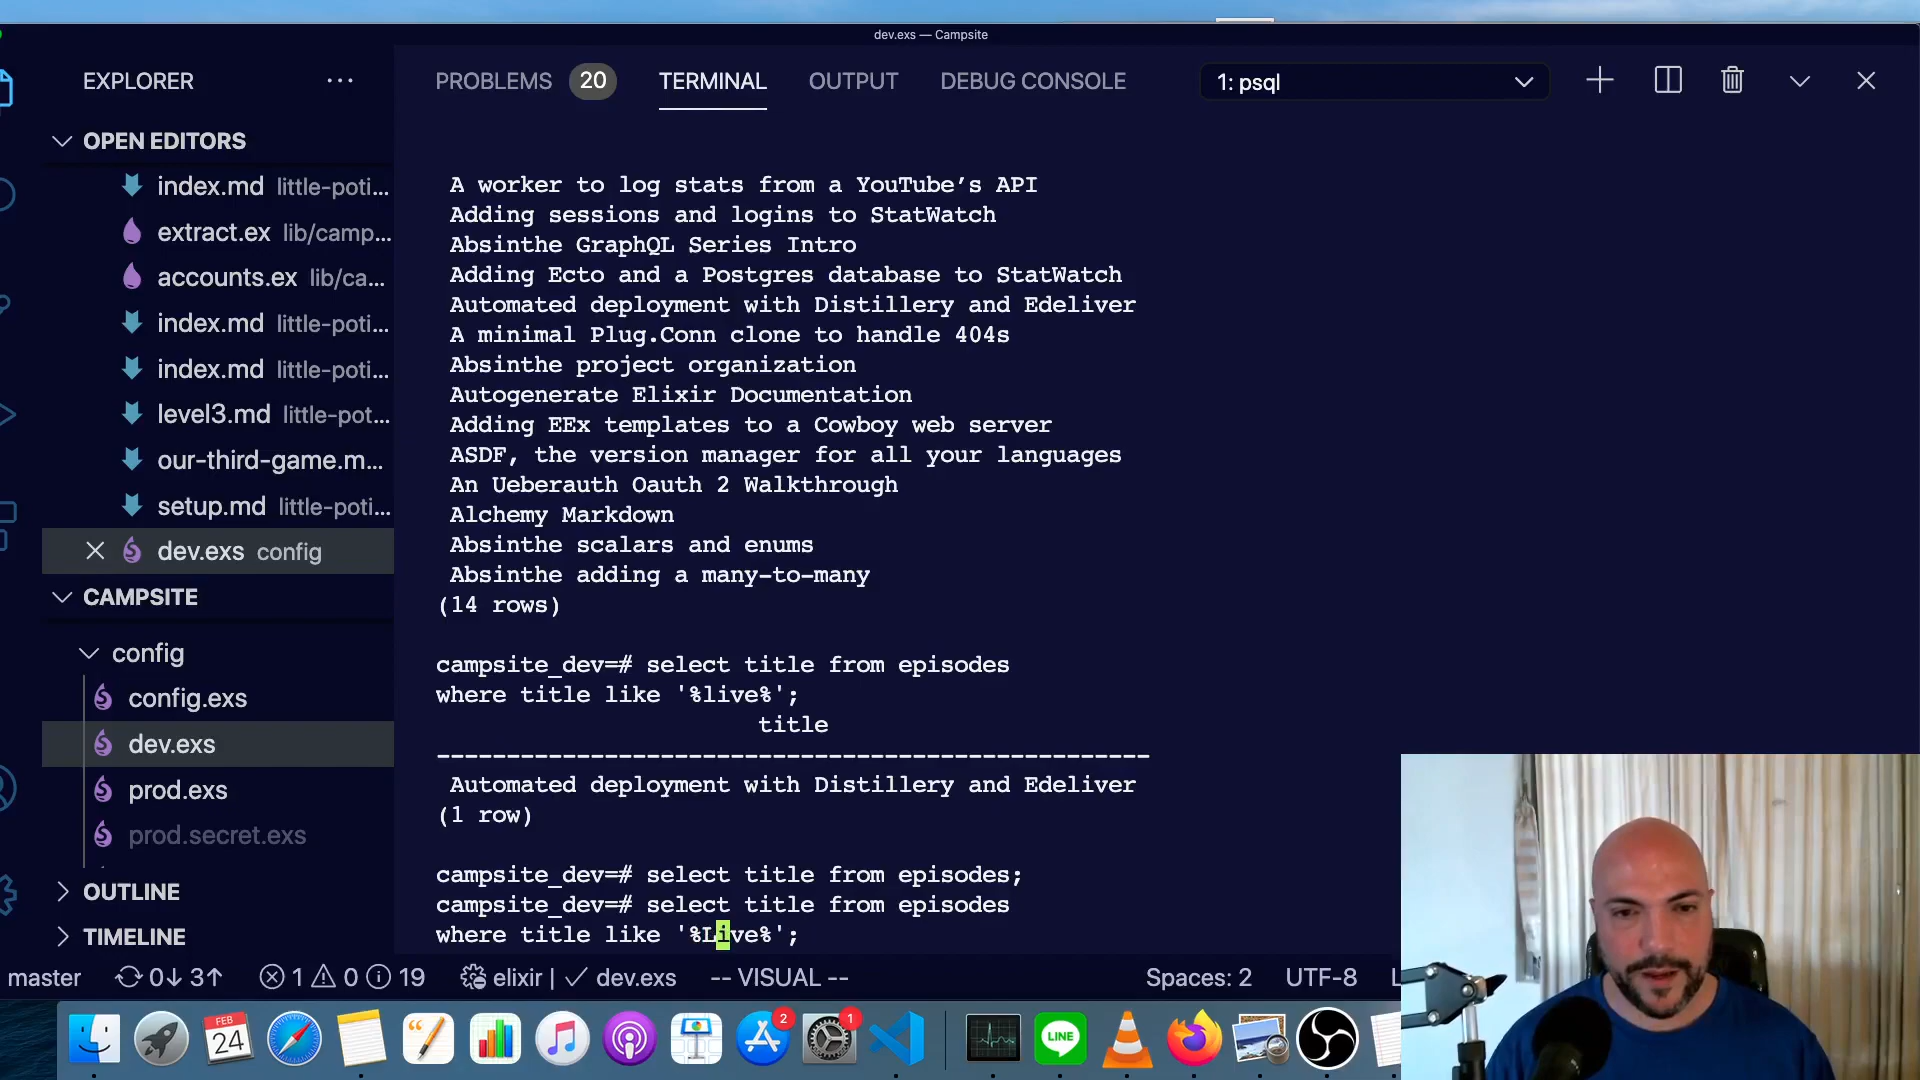 dev.exs — Campsite
EXPLORER
PROBLEMS 20 TERMINAL OUTPUT DEBUG CONSOLE
1: psql
OPEN EDITORS
index.md little-poti...
extract.ex lib/camp...
accounts.ex lib/ca...
index.md little-poti...
index.md little-poti...
level3.md little-pot...
our-third-game.m...
setup.md little-poti...
dev.exs config
CAMPSITE
config
config.exs
dev.exs
prod.exs
prod.secret.exs
OUTLINE
TIMELINE
A worker to log stats from a YouTube’s API
Adding sessions and logins to StatWatch
Absinthe GraphQL Series Intro
Adding Ecto and a Postgres database to StatWatch
Automated deployment with Distillery and Edeliver
A minimal Plug.Conn clone to handle 404s
Absinthe project organization
Autogenerate Elixir Documentation
Adding EEx templates to a Cowboy web server
ASDF, the version manager for all your languages
An Ueberauth Oauth 2 Walkthrough
Alchemy Markdown
Absinthe scalars and enums
Absinthe adding a many-to-many
(14 rows)
campsite_dev=# select title from episodes
where title like '%live%';
title
---------------------------------------------------
Automated deployment with Distillery and Edeliver
(1 row)
campsite_dev=# select title from episodes;
campsite_dev=# select title from episodes
where title like '%Live%';
master 0↓ 3↑ 1 0 19 elixir | ✓ dev.exs -- VISUAL -- Spaces: 2 UTF-8 L
FEB
24
2
1
LINE